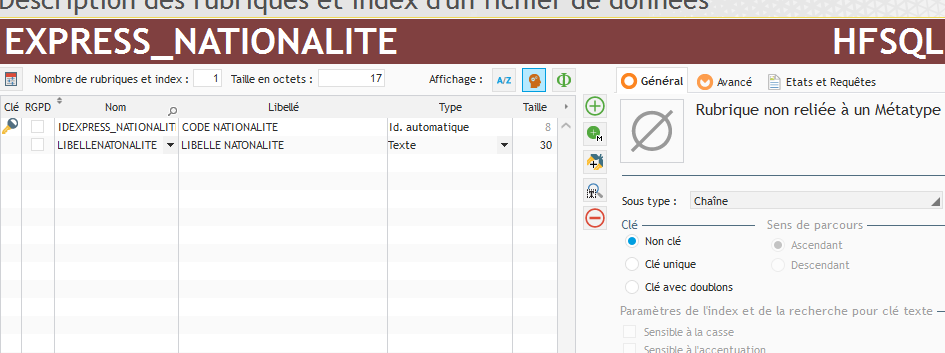 Description des rubriques et index d'un fichier de données
EXPRESS_NATIONALITE HFSQL
Nombre de rubriques et index : 1 Taille en octets : 17 Affichage : A/Z
Général Avancé Etats et Requêtes
Clé RGPD Nom Libellé Type Taille
IDEXPRESS_NATIONALIT CODE NATIONALITE Id. automatique 8
LIBELLENATONALITE LIBELLE NATONALITE Texte 30
Rubrique non reliée à un Métatype
Sous type : Chaîne
Clé Sens de parcours
Non clé Ascendant
Clé unique Descendant
Clé avec doublons
Paramètres de l'index et de la recherche pour clé texte
Sensible à la casse
Sensible à l'accentuation